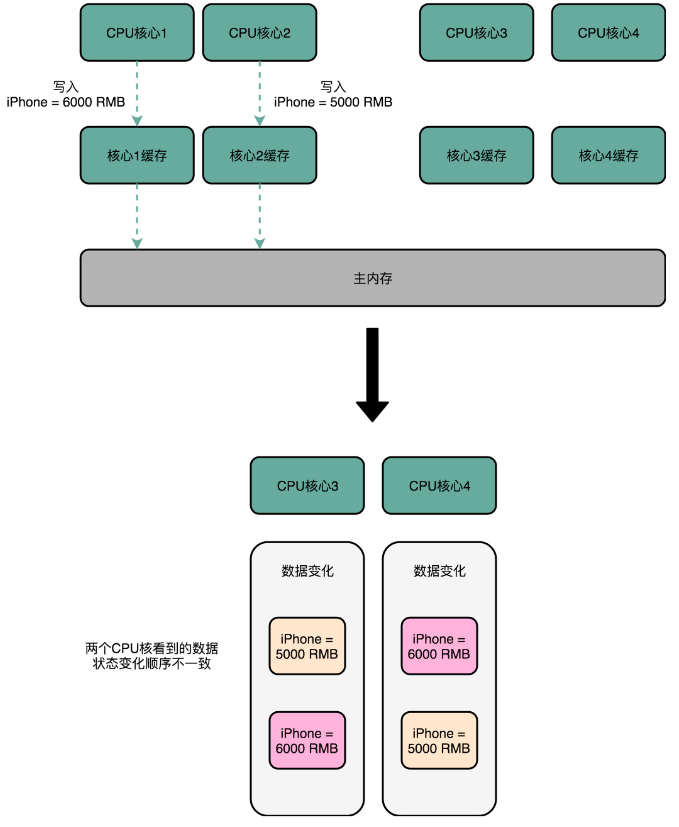 CPU核心1
CPU核心2
CPU核心3
CPU核心4
写入
iPhone = 6000 RMB
写入
iPhone = 5000 RMB
核心1缓存
核心2缓存
核心3缓存
核心4缓存
主内存
CPU核心3
CPU核心4
数据变化
数据变化
两个CPU核看到的数据
状态变化顺序不一致
iPhone =
5000 RMB
iPhone =
6000 RMB
iPhone =
6000 RMB
iPhone =
5000 RMB